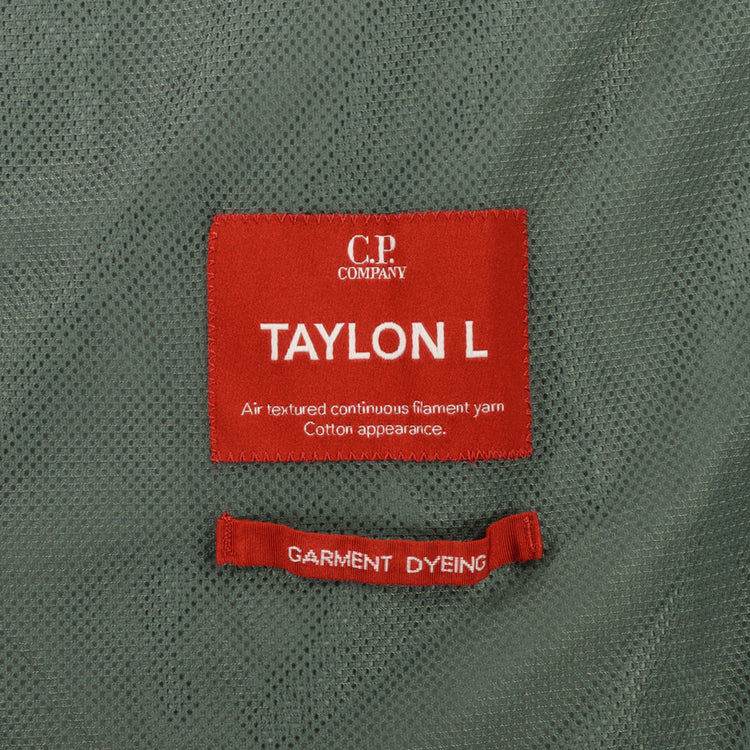 C.P.
COMPANY
TAYLON L
Air textured continuous filament yarn
Cotton appearance.
GARMENT DYEING